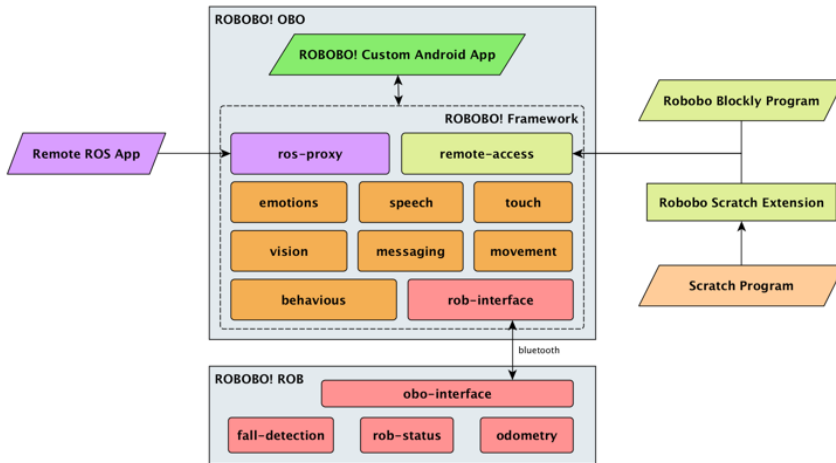 ROBOBO! OBO
ROBOBO! Custom Android App
ROBOBO! Framework
Robobo Blockly Program
Remote ROS App
ros-proxy
remote-access
emotions
speech
touch
Robobo Scratch Extension
vision
messaging
movement
behavious
rob-interface
Scratch Program
bluetooth
ROBOBO! ROB
obo-interface
fall-detection
rob-status
odometry